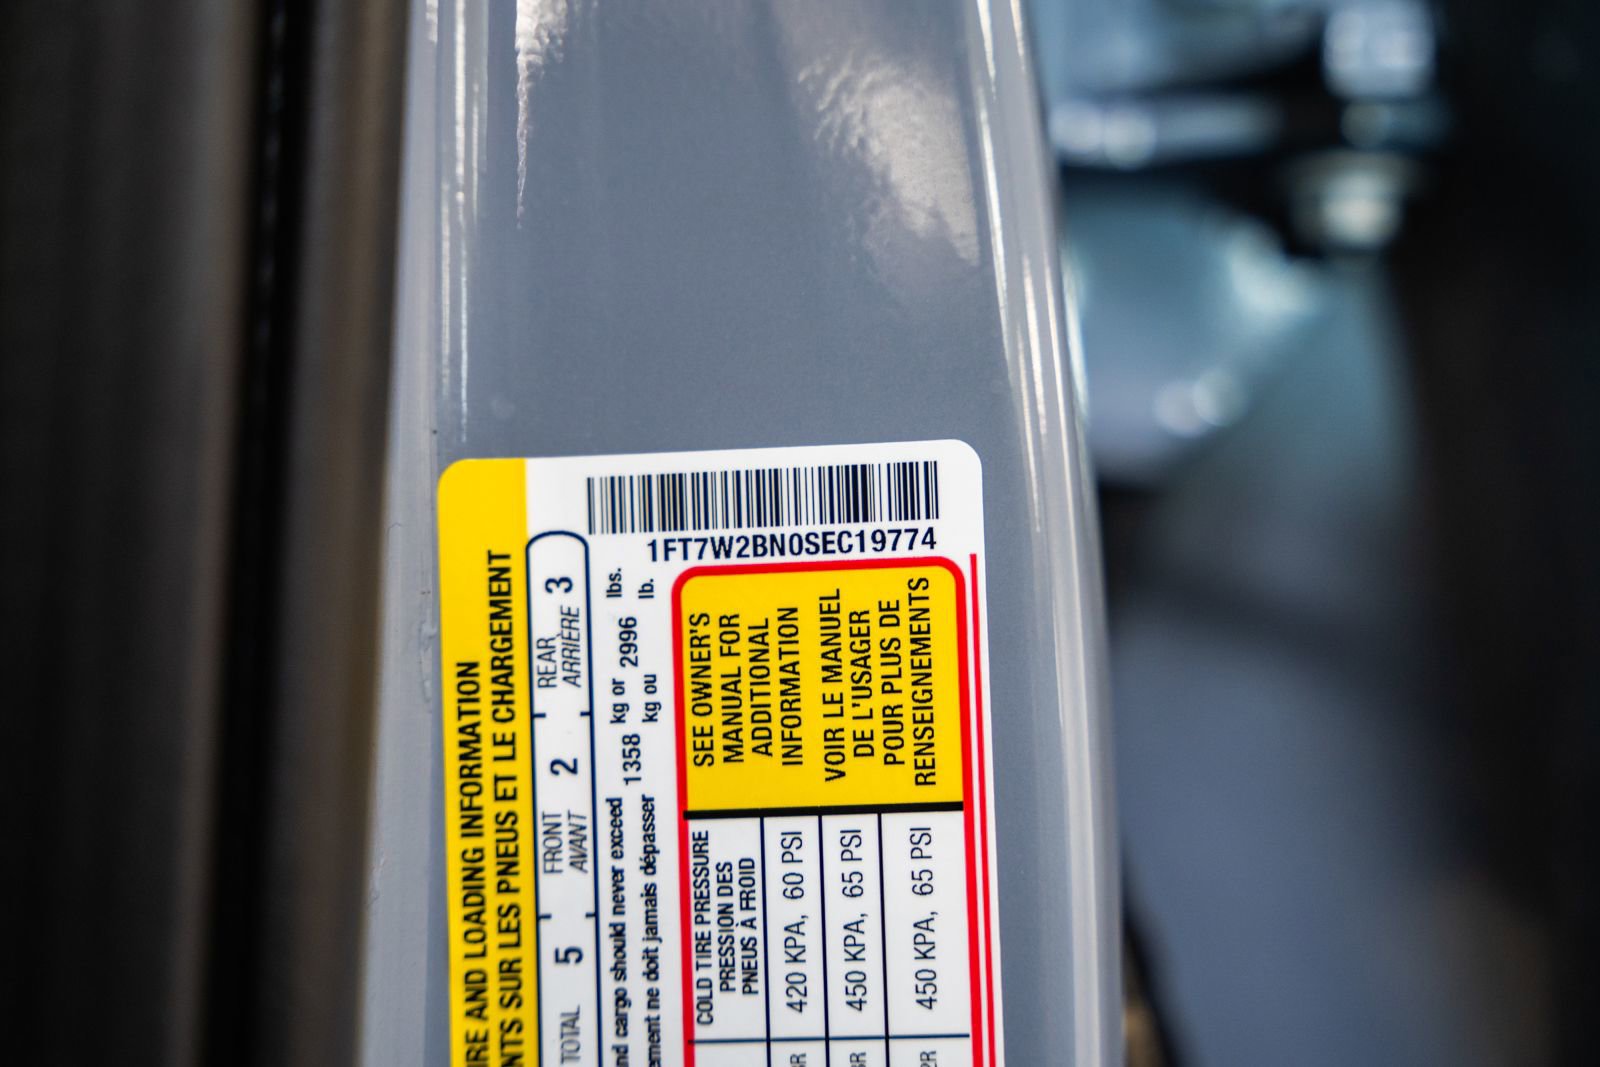 1FT7W2BN0SEC19774
IRE AND LOADING INFORMATION
NTS SUR LES PNEUS ET LE CHARGEMENT
TOTAL 5 FRONT 2 REAR 3
AVANT ARRIÈRE
nd cargo should never exceed 1358 kg or 2996 lbs.
ement ne doit jamais dépasser kg ou lb.
COLD TIRE PRESSURE
PRESSION DES
PNEUS À FROID
420 KPA, 60 PSI
450 KPA, 65 PSI
450 KPA, 65 PSI
SEE OWNER'S
MANUAL FOR
ADDITIONAL
INFORMATION
VOIR LE MANUEL
DE L'USAGER
POUR PLUS DE
RENSEIGNEMENTS